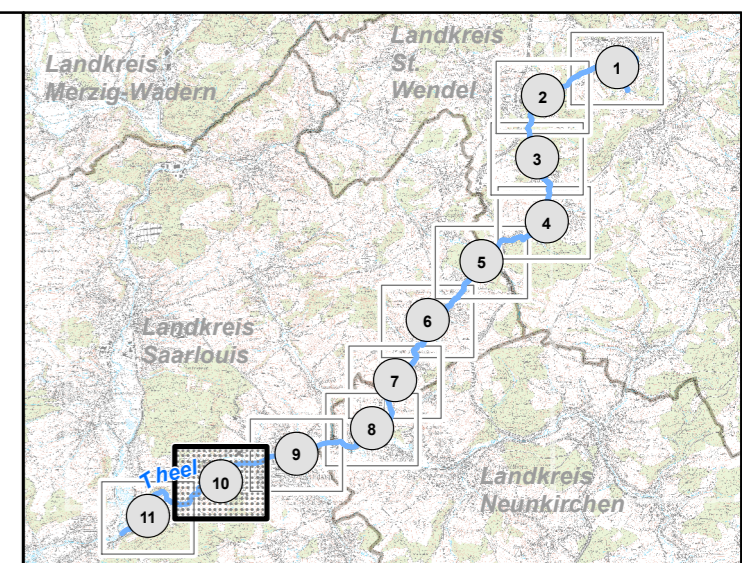 Landkreis
Merzig-Wadern
Landkreis
St.
Wendel
1
2
3
4
5
6
Landkreis
Saarlouis
7
8
9
Theel
10
11
Landkreis
Neunkirchen